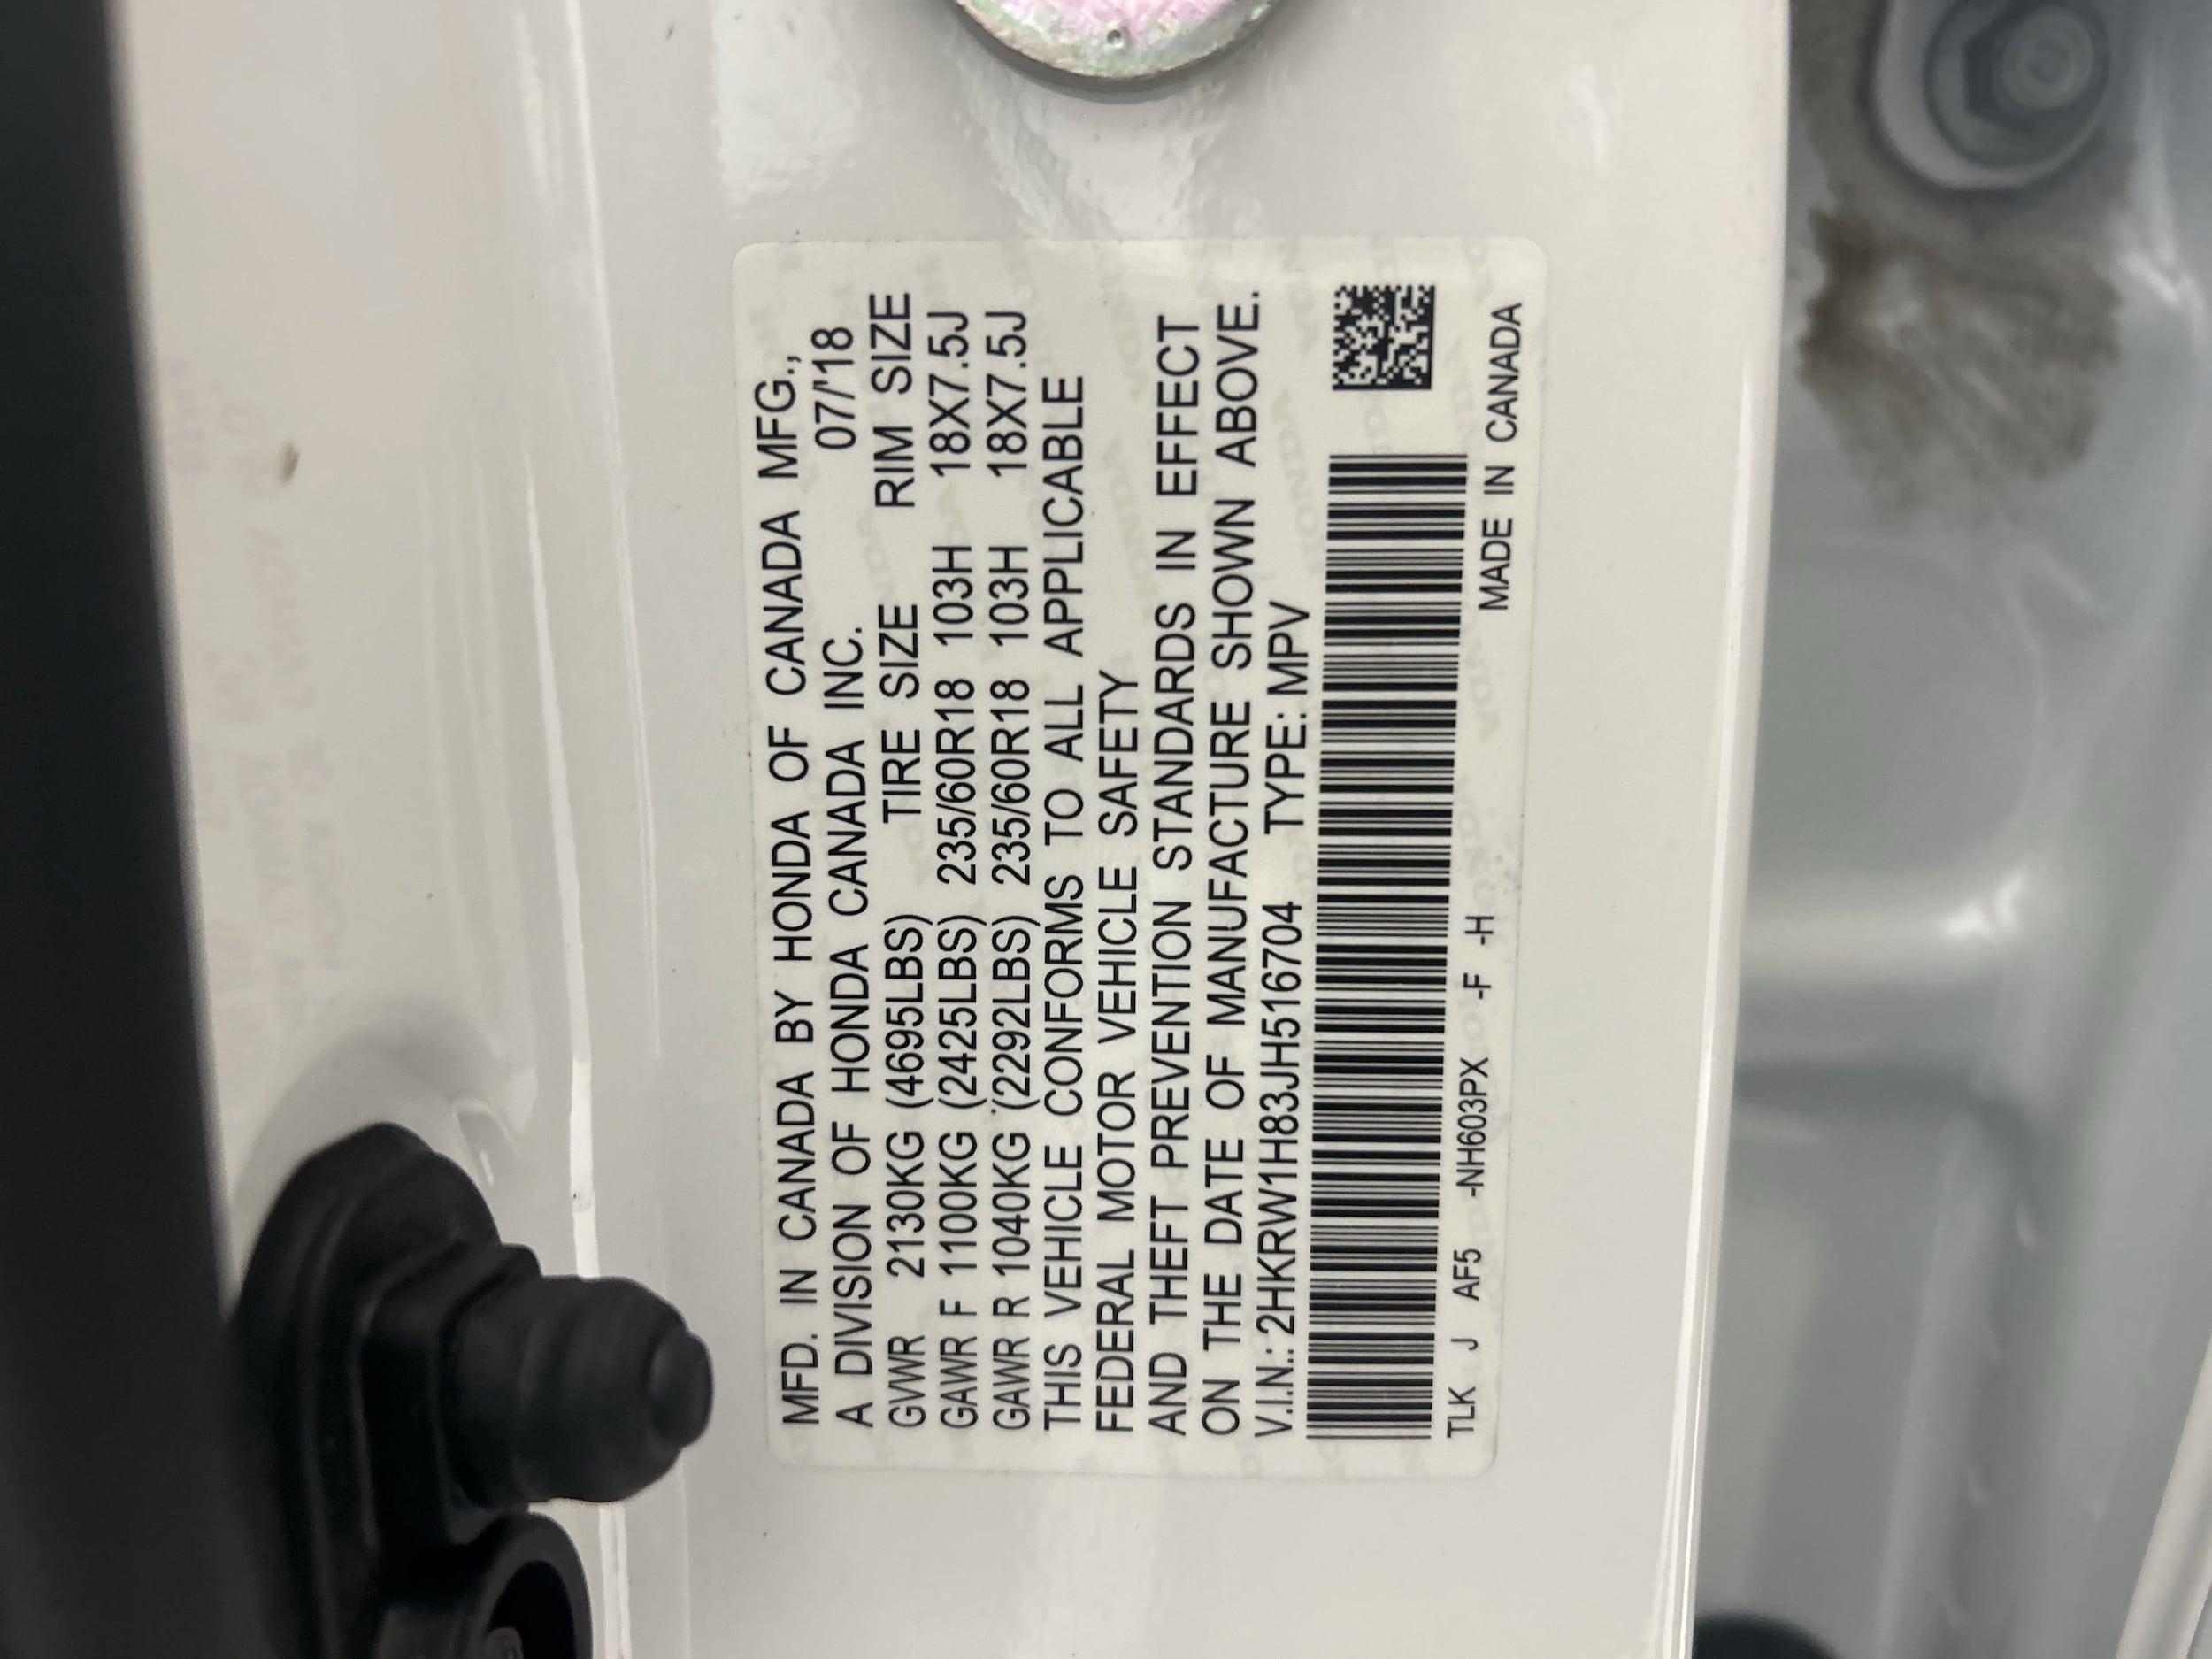 MFD. IN CANADA BY HONDA OF CANADA MFG.,
A DIVISION OF HONDA CANADA INC. 07/'18
GVWR 2130KG (4695LBS) TIRE SIZE RIM SIZE
GAWR F 1100KG (2425LBS) 235/60R18 103H 18X7.5J
GAWR R 1040KG (2292LBS) 235/60R18 103H 18X7.5J
THIS VEHICLE CONFORMS TO ALL APPLICABLE
FEDERAL MOTOR VEHICLE SAFETY
AND THEFT PREVENTION STANDARDS IN EFFECT
ON THE DATE OF MANUFACTURE SHOWN ABOVE.
V.I.N.: 2HKRW1H83JH516704 TYPE: MPV
TLK J AF5 -NH603PX -F -H MADE IN CANADA